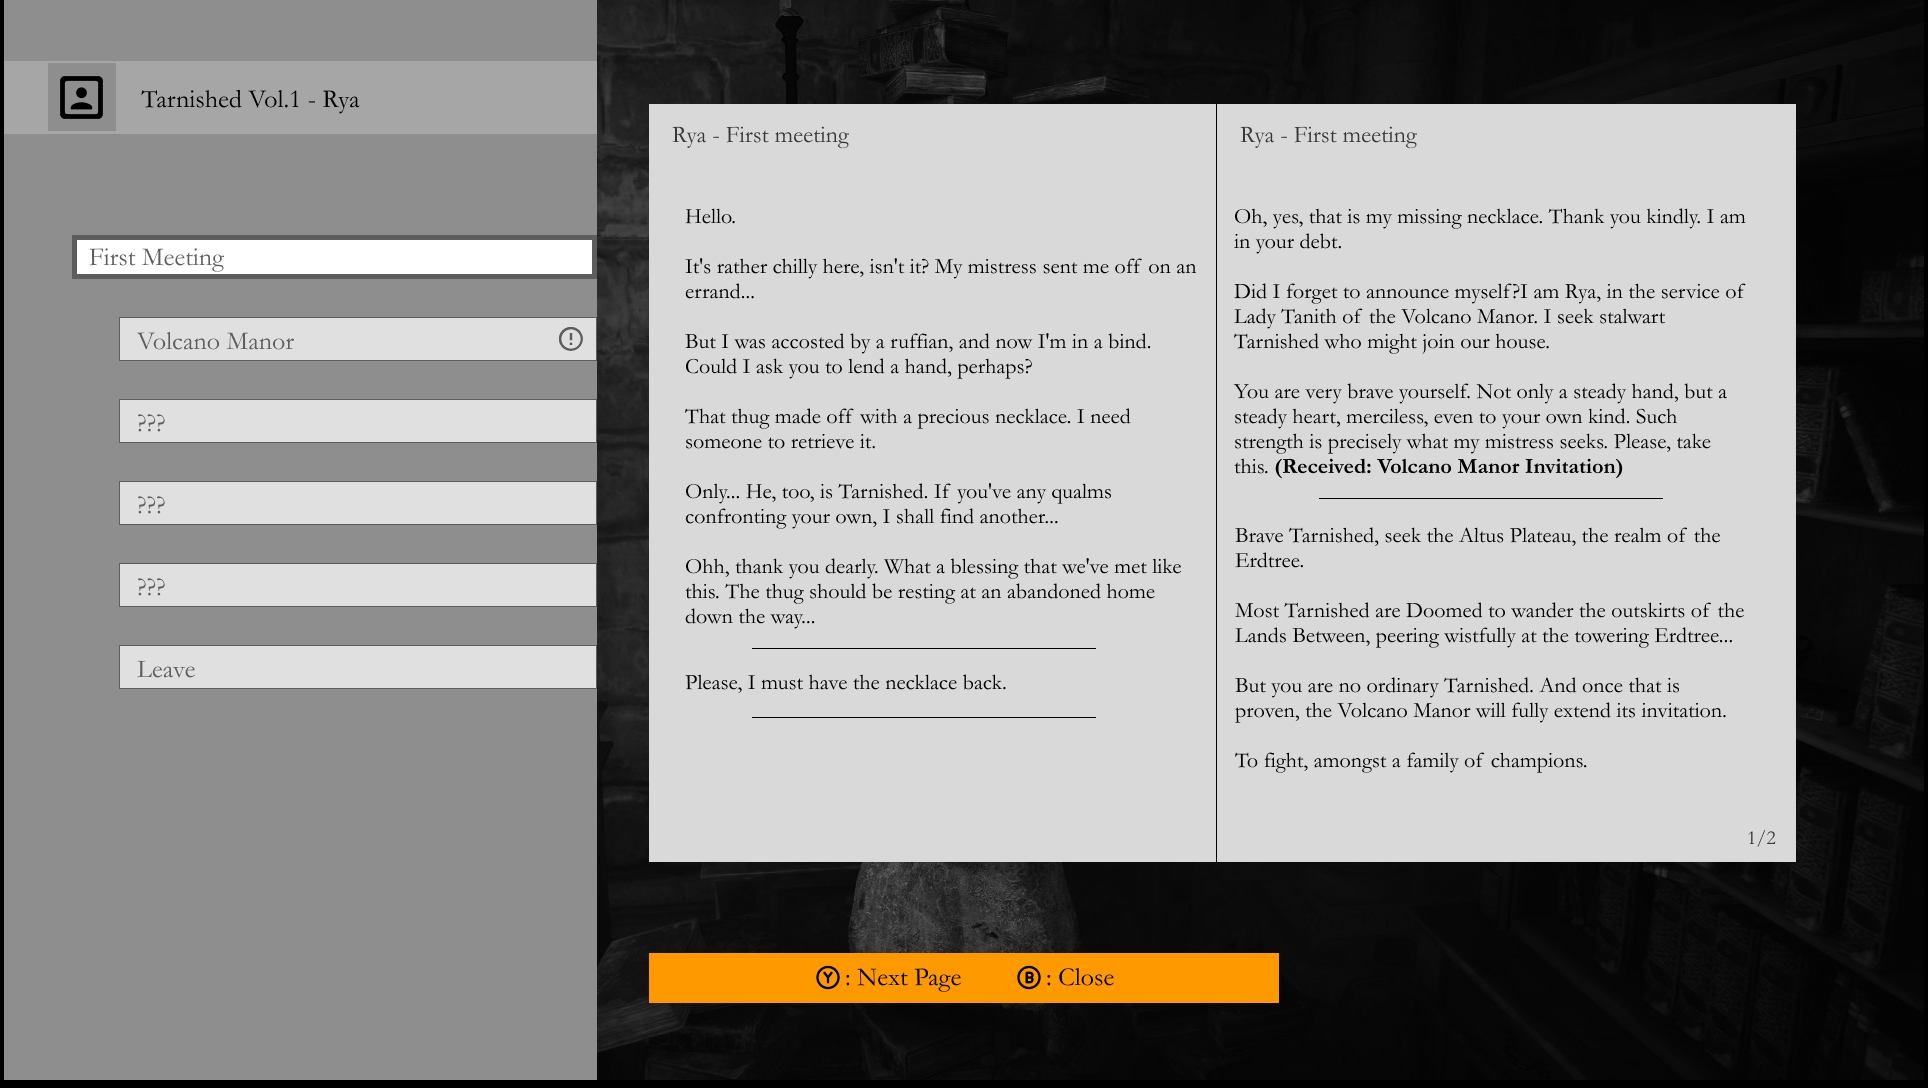 Tarnished Vol.1 - Rya
First Meeting
Volcano Manor
???
???
???
Leave
Rya - First meeting
Hello.
It's rather chilly here, isn't it? My mistress sent me off on an
errand...
But I was accosted by a ruffian, and now I'm in a bind.
Could I ask you to lend a hand, perhaps?
That thug made off with a precious necklace. I need
someone to retrieve it.
Only... He, too, is Tarnished. If you've any qualms
confronting your own, I shall find another...
Ohh, thank you dearly. What a blessing that we've met like
this. The thug should be resting at an abandoned home
down the way...
Please, I must have the necklace back.
Rya - First meeting
Oh, yes, that is my missing necklace. Thank you kindly. I am
in your debt.
Did I forget to announce myself?I am Rya, in the service of
Lady Tanith of the Volcano Manor. I seek stalwart
Tarnished who might join our house.
You are very brave yourself. Not only a steady hand, but a
steady heart, merciless, even to your own kind. Such
strength is precisely what my mistress seeks. Please, take
this. (Received: Volcano Manor Invitation)
Brave Tarnished, seek the Altus Plateau, the realm of the
Erdtree.
Most Tarnished are Doomed to wander the outskirts of the
Lands Between, peering wistfully at the towering Erdtree...
But you are no ordinary Tarnished. And once that is
proven, the Volcano Manor will fully extend its invitation.
To fight, amongst a family of champions.
1/2
Y : Next Page B : Close